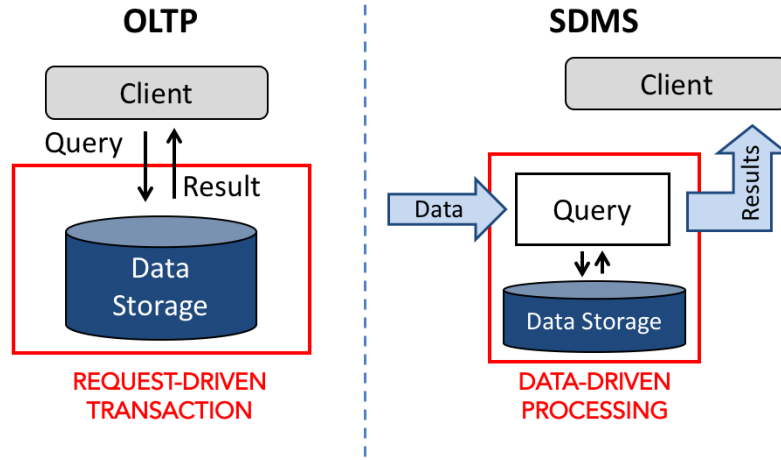 OLTP
Client
Query
Result
Data
Storage
REQUEST-DRIVEN
TRANSACTION
SDMS
Client
Data
Query
Results
Data Storage
DATA-DRIVEN
PROCESSING